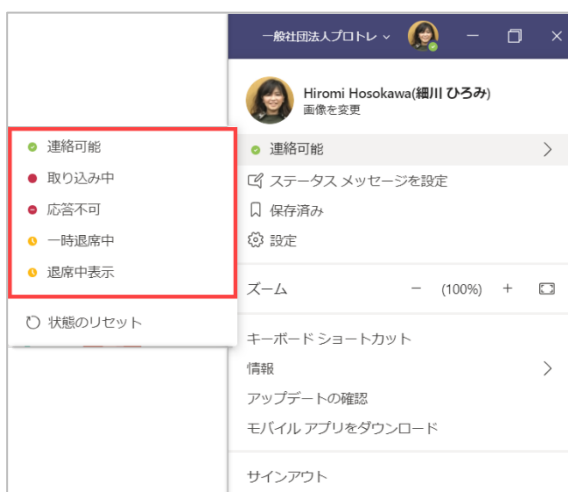 一般社団法人プロトレ
Hiromi Hosokawa(細川 ひろみ)
画像を変更
連絡可能
ステータス メッセージを設定
保存済み
設定
ズーム - (100%) +
キーボード ショートカット
情報
アップデートの確認
モバイル アプリをダウンロード
サインアウト
連絡可能
取り込み中
応答不可
一時退席中
退席中表示
状態のリセット